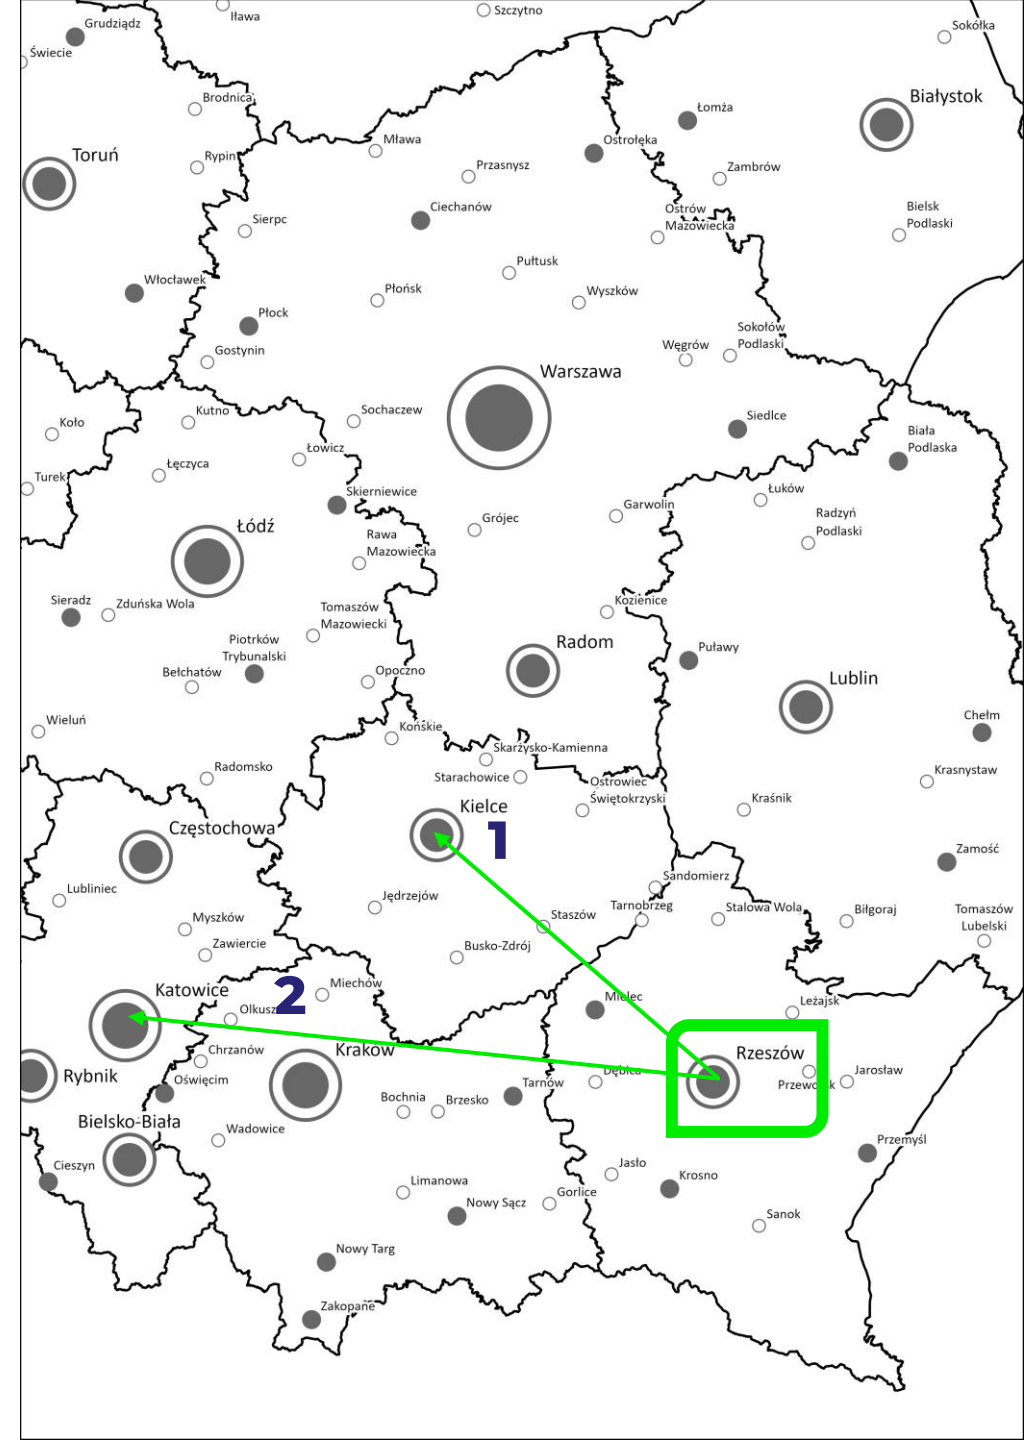 Szczytno
Iława
Grudziądz
Sokółka
Świecie
Brodnica
Białystok
Łomża
Mława
Ostrołęka
Toruń
Rypin
Przasnysz
Zambrów
Ciechanów
Ostrów
Mazowiecka
Bielsk
Podlaski
Sierpc
Pułtusk
Włocławek
Płońsk
Wyszków
Płock
Sokołów
Podlaski
Gostynin
Węgrów
Warszawa
Kutno
Sochaczew
Siedlce
Koło
Biała
Podlaska
Łowicz
Łęczyca
Turek
Skierniewice
Łuków
Garwolin
Radzyń
Podlaski
Grójec
Łódź
Rawa
Mazowiecka
Sieradz
Zduńska Wola
Kozienice
Tomaszów
Mazowiecki
Piotrków
Trybunalski
Radom
Puławy
Bełchatów
Opoczno
Lublin
Wieluń
Końskie
Chełm
Skarżysko-Kamienna
Radomsko
Starachowice
Krasnystaw
Ostrowiec
Świętokrzyski
Kraśnik
Kielce
1
Częstochowa
Zamość
Lubliniec
Sandomierz
Jędrzejów
Tarnobrzeg
Stalowa Wola
Biłgoraj
Tomaszów
Lubelski
Myszków
Staszów
Zawiercie
Busko-Zdrój
Katowice
2
Miechów
Mielec
Leżajsk
Olkusz
Chrzanów
Kraków
Rzeszów
Rybnik
Oświęcim
Dębica
Przeworsk
Jarosław
Tarnów
Bochnia
Brzesko
Bielsko-Biała
Wadowice
Przemyśl
Cieszyn
Jasło
Krosno
Limanowa
Gorlice
Nowy Sącz
Sanok
Nowy Targ
Zakopane